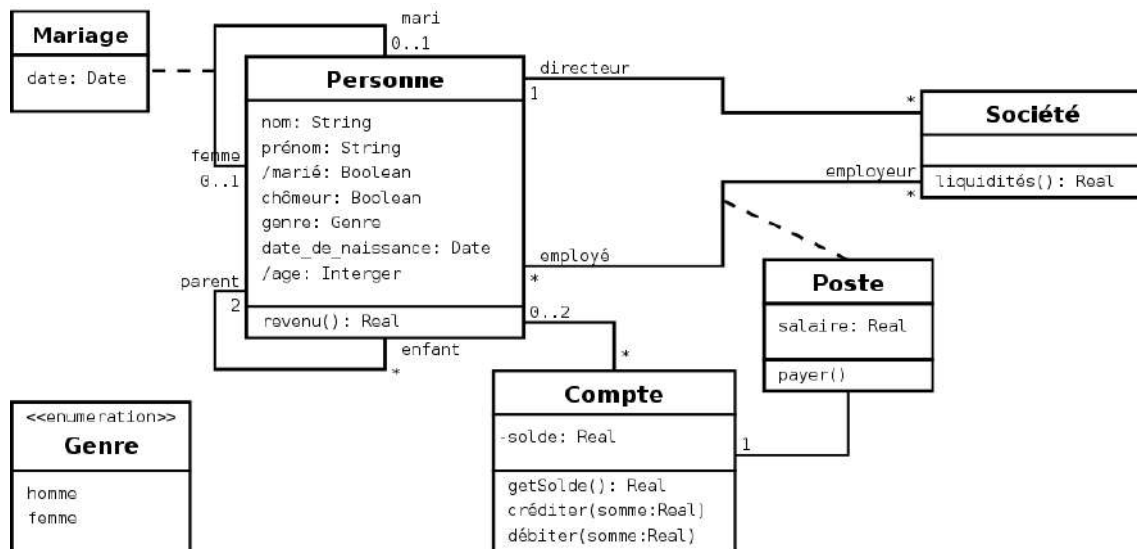 Mariage
date: Date
mari
0..1
femme
0..1
Personne
nom: String
prénom: String
/marié: Boolean
chômeur: Boolean
genre: Genre
date_de_naissance: Date
/age: Interger
revenu(): Real
parent
2
enfant
*
directeur
1
*
Société
liquidités(): Real
employeur
*
employé
*
Poste
salaire: Real
payer()
0..2
*
Compte
-solde: Real
getSolde(): Real
créditer(somme:Real)
débiter(somme:Real)
1
<<enumeration>>
Genre
homme
femme